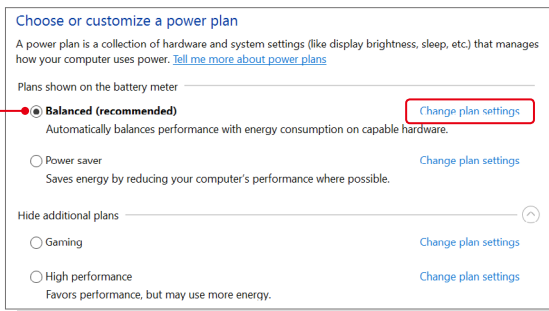 Choose or customize a power plan
A power plan is a collection of hardware and system settings (like display brightness, sleep, etc.) that manages
how your computer uses power. Tell me more about power plans
Plans shown on the battery meter
Balanced (recommended) Change plan settings
Automatically balances performance with energy consumption on capable hardware.
Power saver Change plan settings
Saves energy by reducing your computer's performance where possible.
Hide additional plans
Gaming Change plan settings
High performance Change plan settings
Favors performance, but may use more energy.